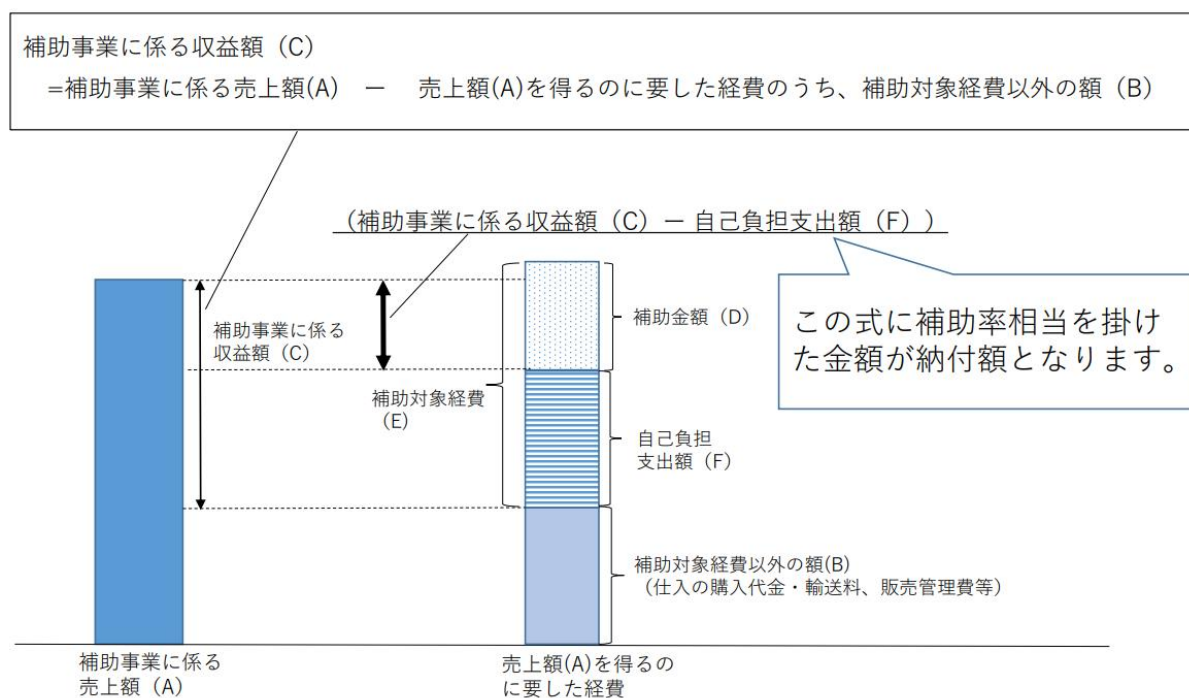 補助事業に係る収益額（C）
=補助事業に係る売上額(A)　ー　売上額(A)を得るのに要した経費のうち、補助対象経費以外の額（B）
（補助事業に係る収益額（C）ー 自己負担支出額（F））
この式に補助率相当を掛け
た金額が納付額となります。
補助金額（D）
補助事業に係る
収益額（C）
補助対象経費
（E）
自己負担
支出額（F）
補助対象経費以外の額(B)
（仕入の購入代金・輸送料、販売管理費等）
補助事業に係る
売上額（A）
売上額(A)を得るの
に要した経費